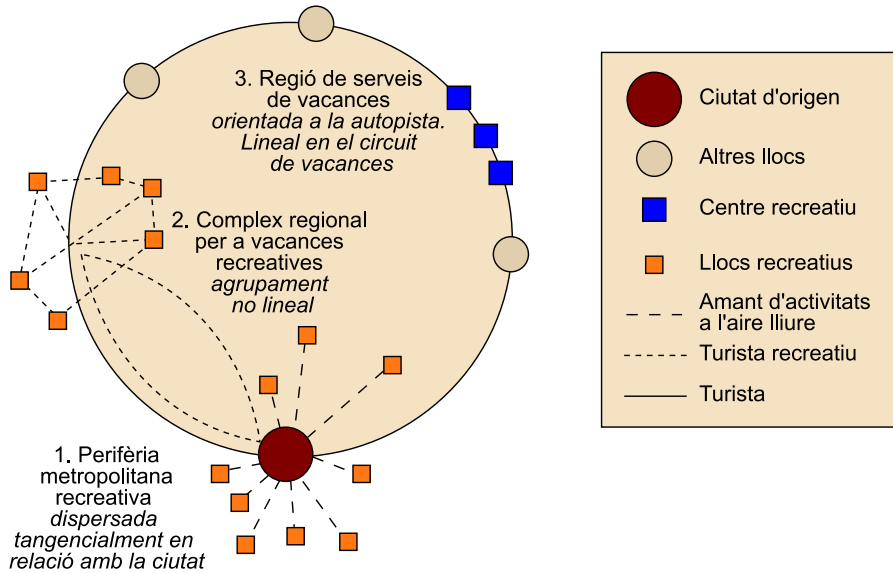 3. Regió de serveis
de vacances
orientada a la autopista.
Lineal en el circuit
de vacances
2. Complex regional
per a vacances
recreatives
agrupament
no lineal
1. Perifèria
metropolitana
recreativa
dispersada
tangencialment en
relació amb la ciutat
Ciutat d'origen
Altres llocs
Centre recreatiu
Llocs recreatius
Amant d'activitats
a l'aire lliure
Turista recreatiu
Turista